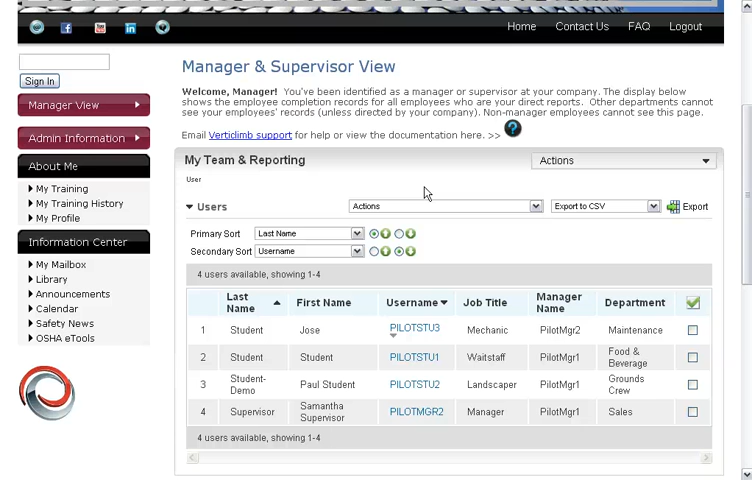 Home Contact Us FAQ Logout
Sign In
Manager View
Admin Information
About Me
My Training
My Training History
My Profile
Information Center
My Mailbox
Library
Announcements
Calendar
Safety News
OSHA eTools
Manager & Supervisor View
Welcome, Manager! You've been identified as a manager or supervisor at your company. The display below
shows the employee completion records for all employees who are your direct reports. Other departments cannot
see your employees' records (unless directed by your company). Non-manager employees cannot see this page.
Email Verticlimb support for help or view the documentation here. >> ?
My Team & Reporting Actions
User
Users Actions Export to CSV Export
Primary Sort Last Name
Secondary Sort Username
4 users available, showing 1-4
Last Name First Name Username Job Title Manager Name Department
1 Student Jose PILOTSTU3 Mechanic PilotMgr2 Maintenance
2 Student Student PILOTSTU1 Waitstaff PilotMgr1 Food & Beverage
3 Student-Demo Paul Student PILOTSTU2 Landscaper PilotMgr1 Grounds Crew
4 Supervisor Samantha Supervisor PILOTMGR2 Manager PilotMgr1 Sales
4 users available, showing 1-4